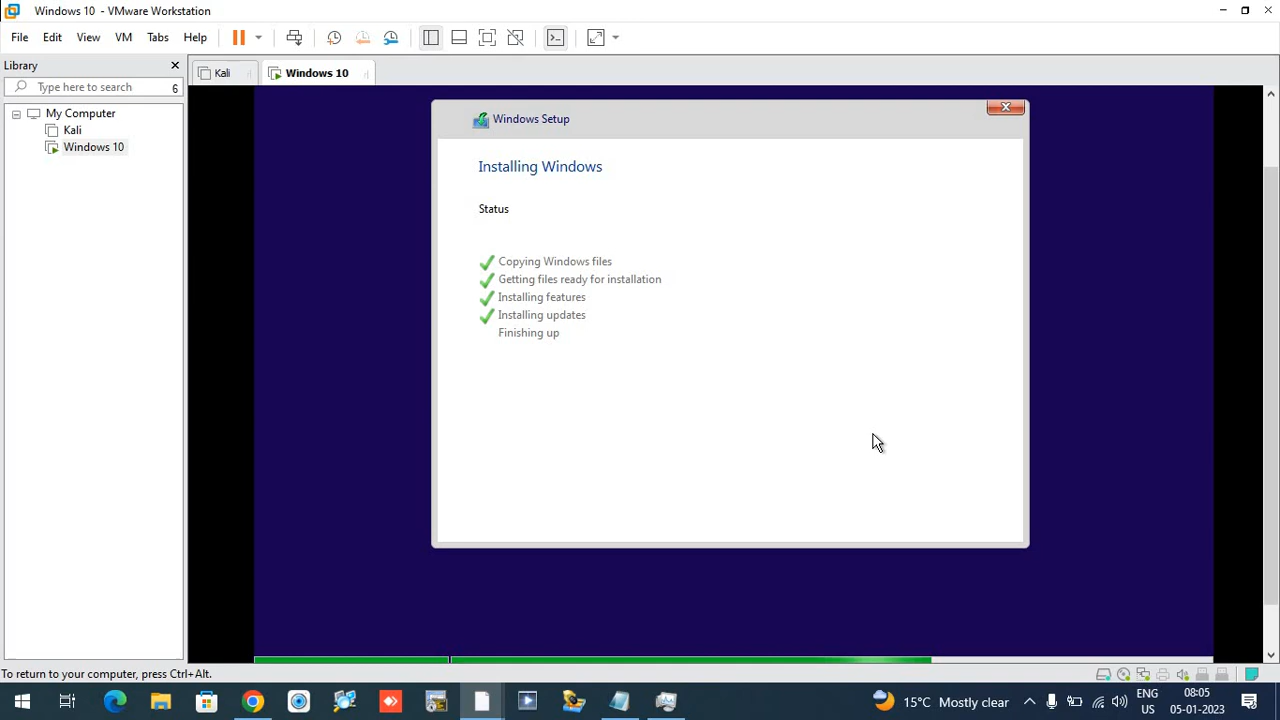 Windows 10 - VMware Workstation
File Edit View VM Tabs Help
Library
Type here to search 6
My Computer
Kali
Windows 10
Kali Windows 10
Windows Setup
Installing Windows
Status
Copying Windows files
Getting files ready for installation
Installing features
Installing updates
Finishing up
To return to your computer, press Ctrl+Alt.
15°C Mostly clear
ENG
US
08:05
05-01-2023